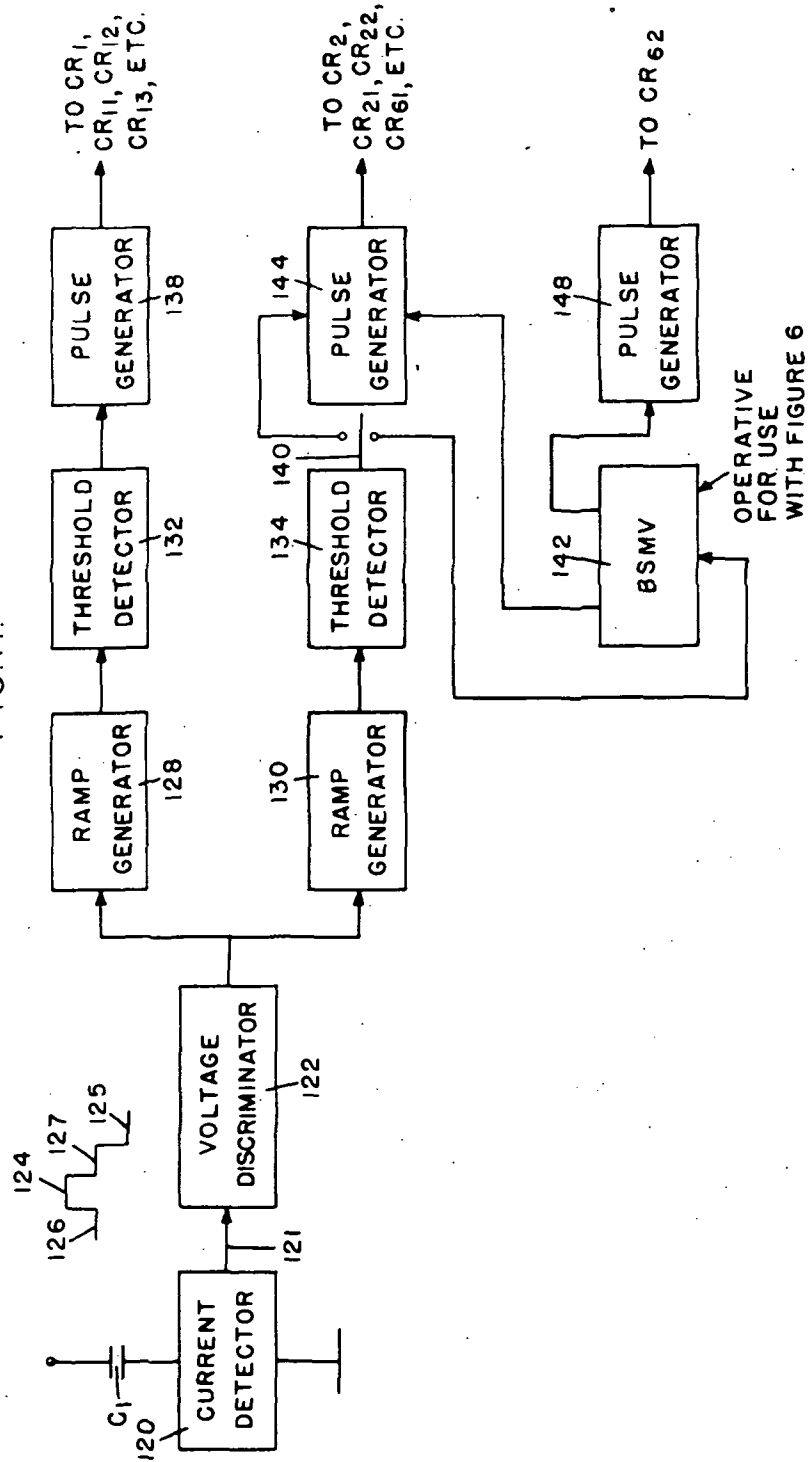 124
126
127
125
C1
120
CURRENT
DETECTOR
121
VOLTAGE
DISCRIMINATOR
122
RAMP
GENERATOR
128
THRESHOLD
DETECTOR
132
PULSE
GENERATOR
138
TO CR1,
CR11, CR12,
CR13, ETC.
130
RAMP
GENERATOR
134
THRESHOLD
DETECTOR
140
144
PULSE
GENERATOR
TO CR2,
CR21, CR22,
CR61, ETC.
142
BSMV
148
PULSE
GENERATOR
TO CR62
OPERATIVE
FOR USE
WITH FIGURE 6